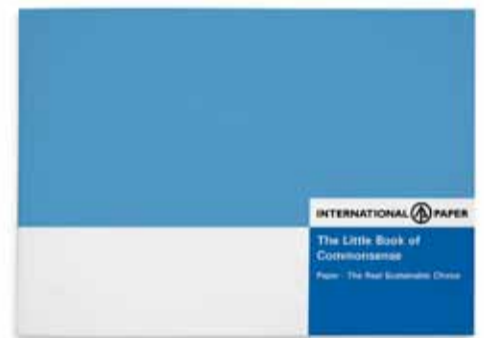 INTERNATIONAL PAPER
The Little Book of
Commonsense
Paper - The Real Sustainable Choice